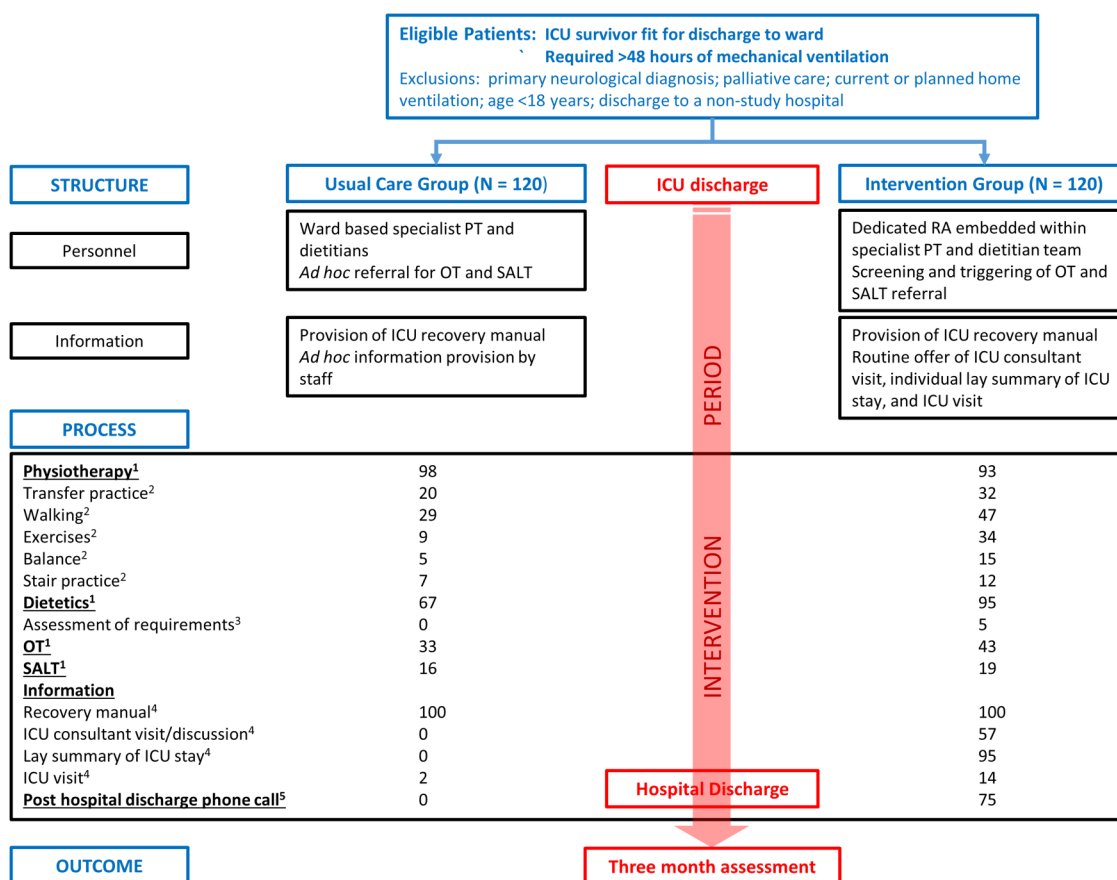 Eligible Patients: ICU survivor fit for discharge to ward
` Required >48 hours of mechanical ventilation
Exclusions: primary neurological diagnosis; palliative care; current or planned home
ventilation; age <18 years; discharge to a non-study hospital
STRUCTURE
Usual Care Group (N = 120)
ICU discharge
Intervention Group (N = 120)
Personnel
Ward based specialist PT and
dietitians
Ad hoc referral for OT and SALT
Dedicated RA embedded within
specialist PT and dietitian team
Screening and triggering of OT and
SALT referral
Information
Provision of ICU recovery manual
Ad hoc information provision by
staff
Provision of ICU recovery manual
Routine offer of ICU consultant
visit, individual lay summary of ICU
stay, and ICU visit
INTERVENTION PERIOD
PROCESS
Physiotherapy¹ 98 93
Transfer practice² 20 32
Walking² 29 47
Exercises² 9 34
Balance² 5 15
Stair practice² 7 12
Dietetics¹ 67 95
Assessment of requirements³ 0 5
OT¹ 33 43
SALT¹ 16 19
Information
Recovery manual⁴ 100 100
ICU consultant visit/discussion⁴ 0 57
Lay summary of ICU stay⁴ 0 95
ICU visit⁴ 2 14
Post hospital discharge phone call⁵ 0 75
Hospital Discharge
OUTCOME
Three month assessment